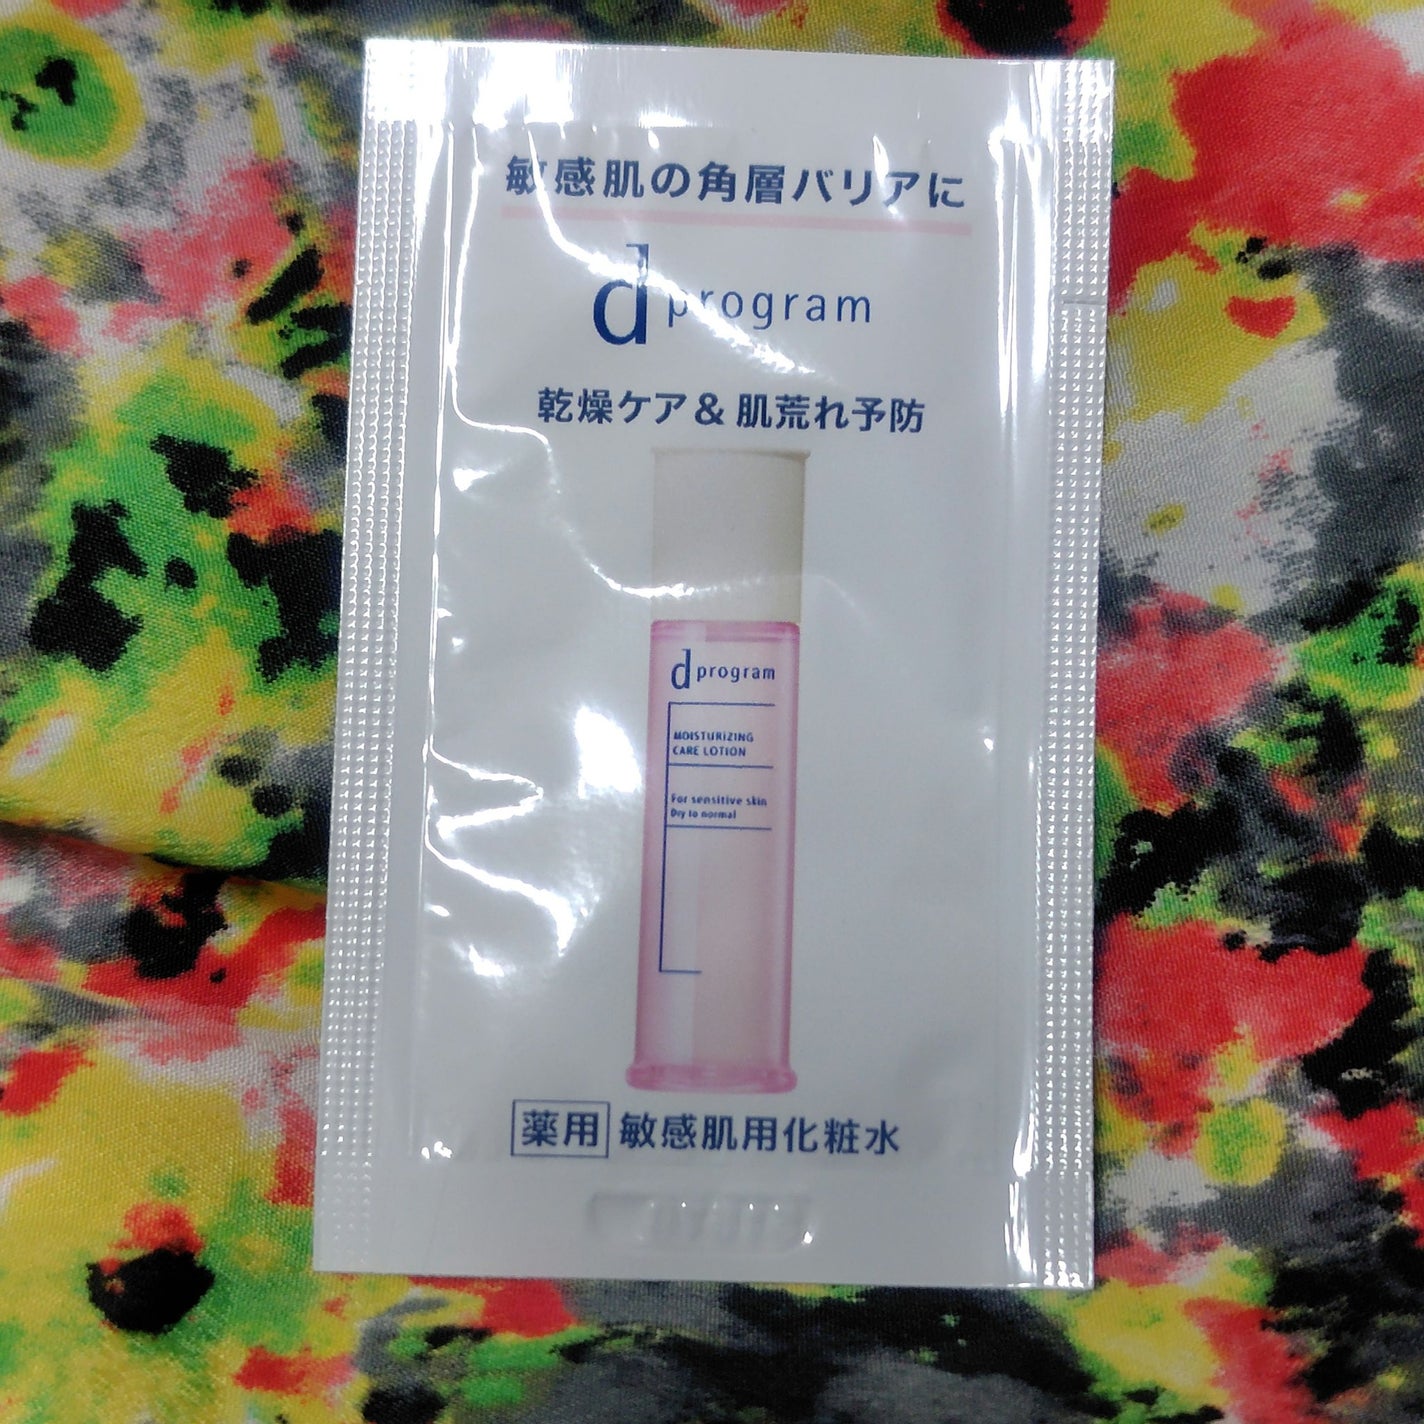 敏感肌の角層バリアに
d program
乾燥ケア&肌荒れ予防
d program
MOISTURIZING
CARE LOTION
For sensitive skin
Dry to normal
薬用 敏感肌用化粧水